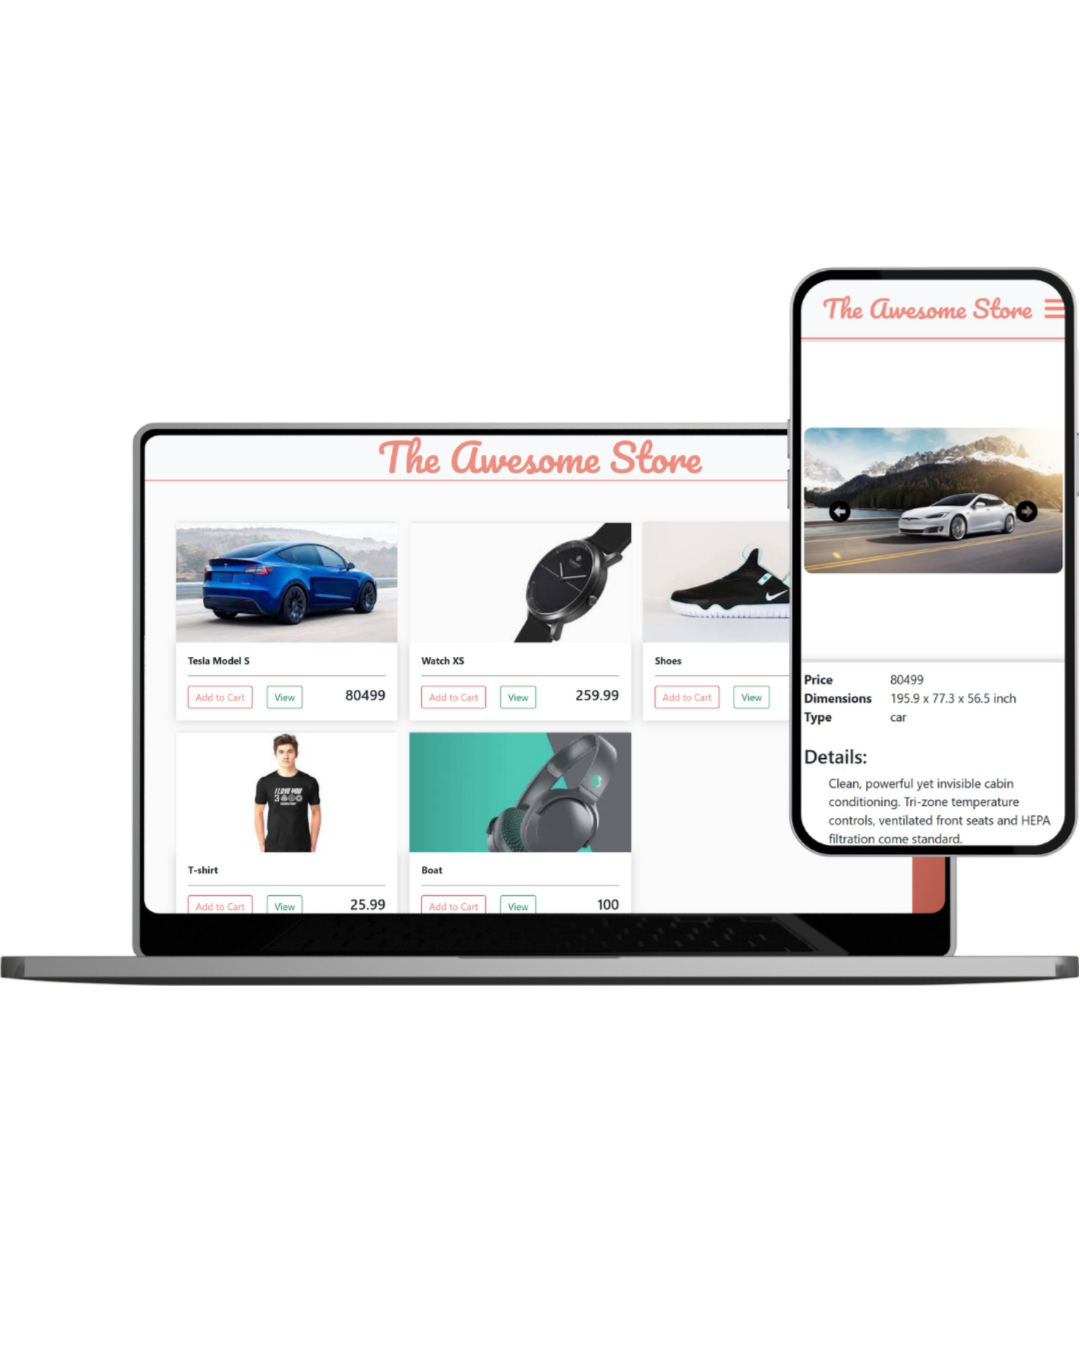 The Awesome Store
Tesla Model S
Add to Cart View 80499
Watch XS
Add to Cart View 259.99
Shoes
Add to Cart View
I LOVE YOU
3
T-shirt
Add to Cart View 25.99
Boat
Add to Cart View 100
The Awesome Store
Price 80499
Dimensions 195.9 x 77.3 x 56.5 inch
Type car
Details:
Clean, powerful yet invisible cabin
conditioning. Tri-zone temperature
controls, ventilated front seats and HEPA
filtration come standard.